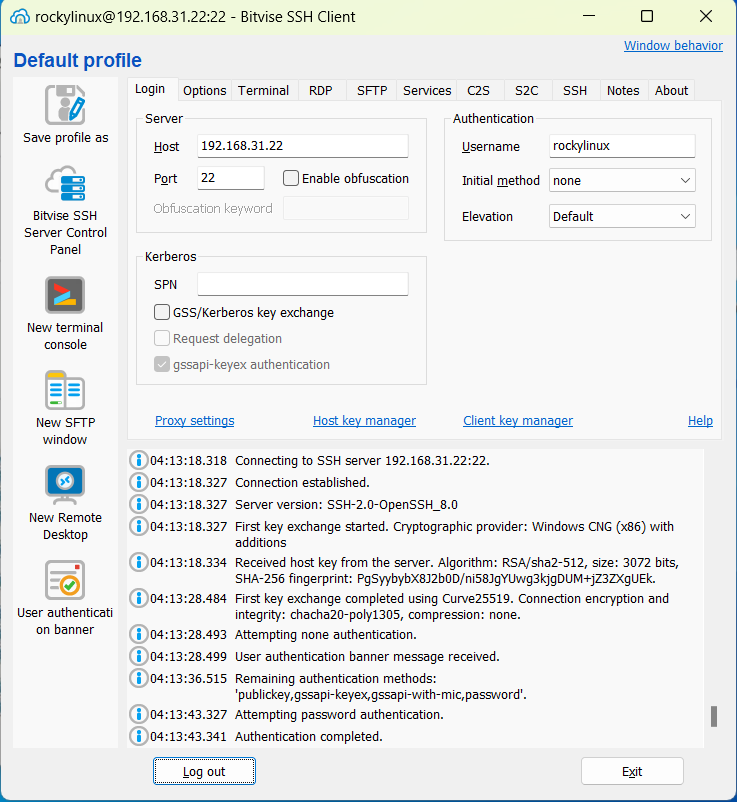 rockylinux@192.168.31.22:22 - Bitvise SSH Client
Default profile
Window behavior
Save profile as
Bitvise SSH
Server Control
Panel
New terminal
console
New SFTP
window
New Remote
Desktop
User authenticati
on banner
Login Options Terminal RDP SFTP Services C2S S2C SSH Notes About
Server
Host 192.168.31.22
Port 22 Enable obfuscation
Obfuscation keyword
Authentication
Username rockylinux
Initial method none
Elevation Default
Kerberos
SPN
GSS/Kerberos key exchange
Request delegation
gssapi-keyex authentication
Proxy settings Host key manager Client key manager Help
04:13:18.318 Connecting to SSH server 192.168.31.22:22.
04:13:18.327 Connection established.
04:13:18.327 Server version: SSH-2.0-OpenSSH_8.0
04:13:18.327 First key exchange started. Cryptographic provider: Windows CNG (x86) with
additions
04:13:18.334 Received host key from the server. Algorithm: RSA/sha2-512, size: 3072 bits,
SHA-256 fingerprint: PgSyybybX8J2b0D/ni58JgYUwg3kjgDUM+jZ3ZXgUEk.
04:13:28.484 First key exchange completed using Curve25519. Connection encryption and
integrity: chacha20-poly1305, compression: none.
04:13:28.493 Attempting none authentication.
04:13:28.499 User authentication banner message received.
04:13:36.515 Remaining authentication methods:
'publickey,gssapi-keyex,gssapi-with-mic,password'.
04:13:43.327 Attempting password authentication.
04:13:43.341 Authentication completed.
Log out Exit